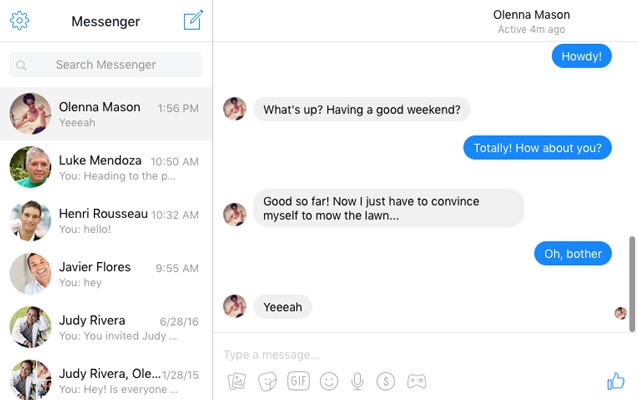 Messenger
Search Messenger
Olenna Mason 1:56 PM
Yeeeah
Luke Mendoza 10:50 AM
You: Heading to the p...
Henri Rousseau 10:32 AM
You: hello!
Javier Flores 9:55 AM
You: hey
Judy Rivera 6/28/16
You: You invited Judy ...
Judy Rivera, Ole... 1/28/15
You: Hey! Is everyone ...
Olenna Mason
Active 4m ago
Howdy!
What's up? Having a good weekend?
Totally! How about you?
Good so far! Now I just have to convince
myself to mow the lawn...
Oh, bother
Yeeeah
Type a message...
GIF
$